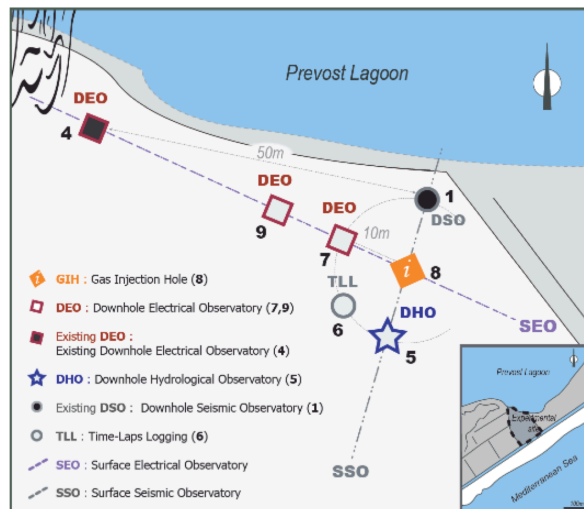 Prevost Lagoon
DEO
4
50m
DEO
1
DEO
DSO
9
10m
7
8
TLL
DHO
6
5
SEO
SSO
i
i GIH : Gas Injection Hole (8)
DEO : Downhole Electrical Observatory (7,9)
Existing DEO :
Existing Downhole Electrical Observatory (4)
DHO : Downhole Hydrological Observatory (5)
Existing DSO : Downhole Seismic Observatory (1)
TLL : Time-Laps Logging (6)
SEO : Surface Electrical Observatory
SSO : Surface Seismic Observatory
Prevost Lagoon
Experimental
site
Mediterranean Sea